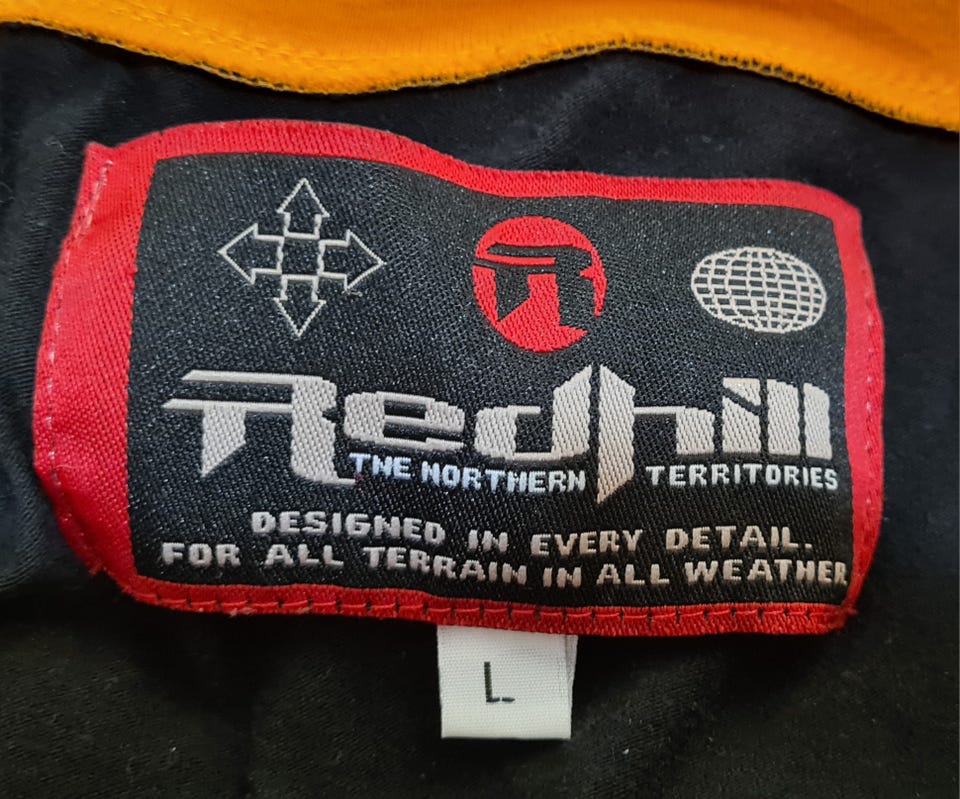 R
Redhill
THE NORTHERN TERRITORIES
DESIGNED IN EVERY DETAIL.
FOR ALL TERRAIN IN ALL WEATHER
L